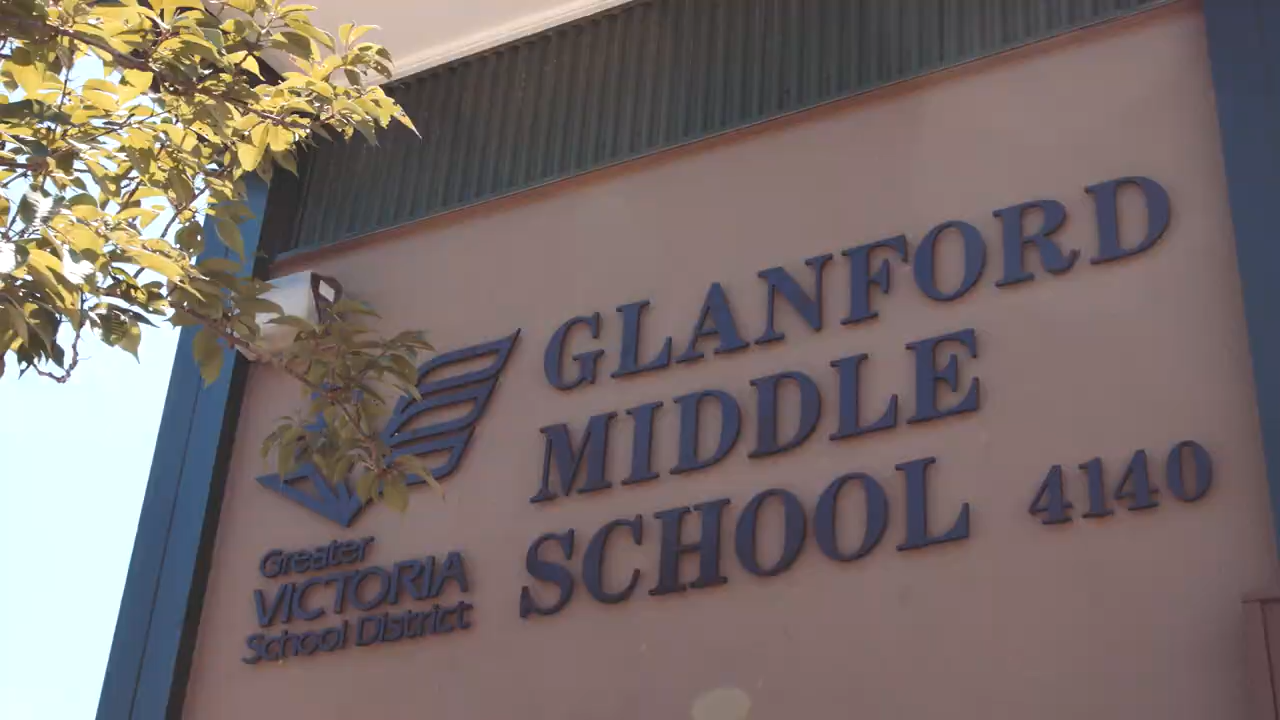 GLANFORD
MIDDLE
SCHOOL 4140
Greater
VICTORIA
School District